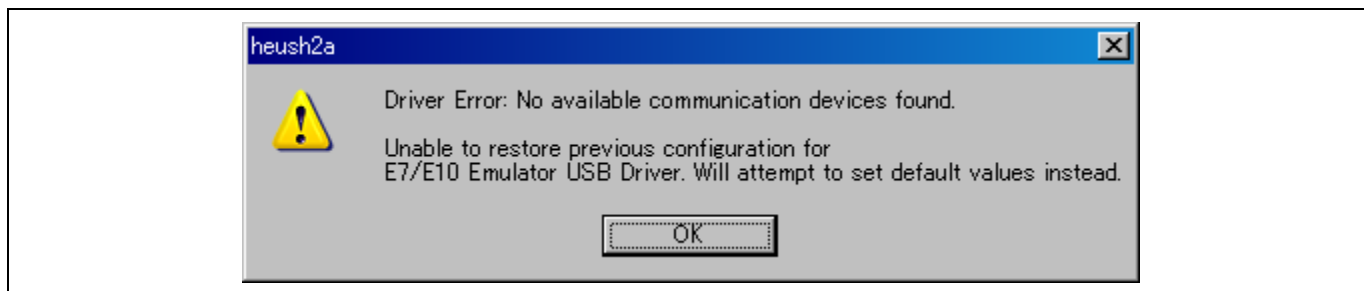 heush2a
Driver Error: No available communication devices found.
Unable to restore previous configuration for
E7/E10 Emulator USB Driver. Will attempt to set default values instead.
OK